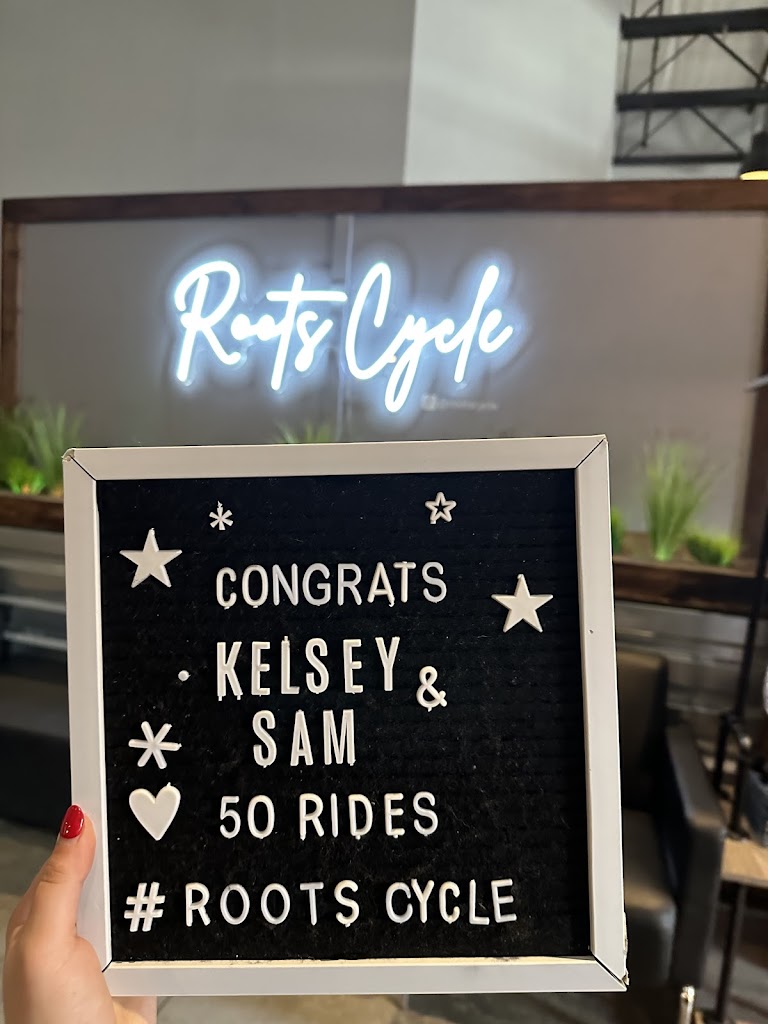 Roots Cycle
CONGRATS
KELSEY &
SAM
50 RIDES
# ROOTS CYCLE